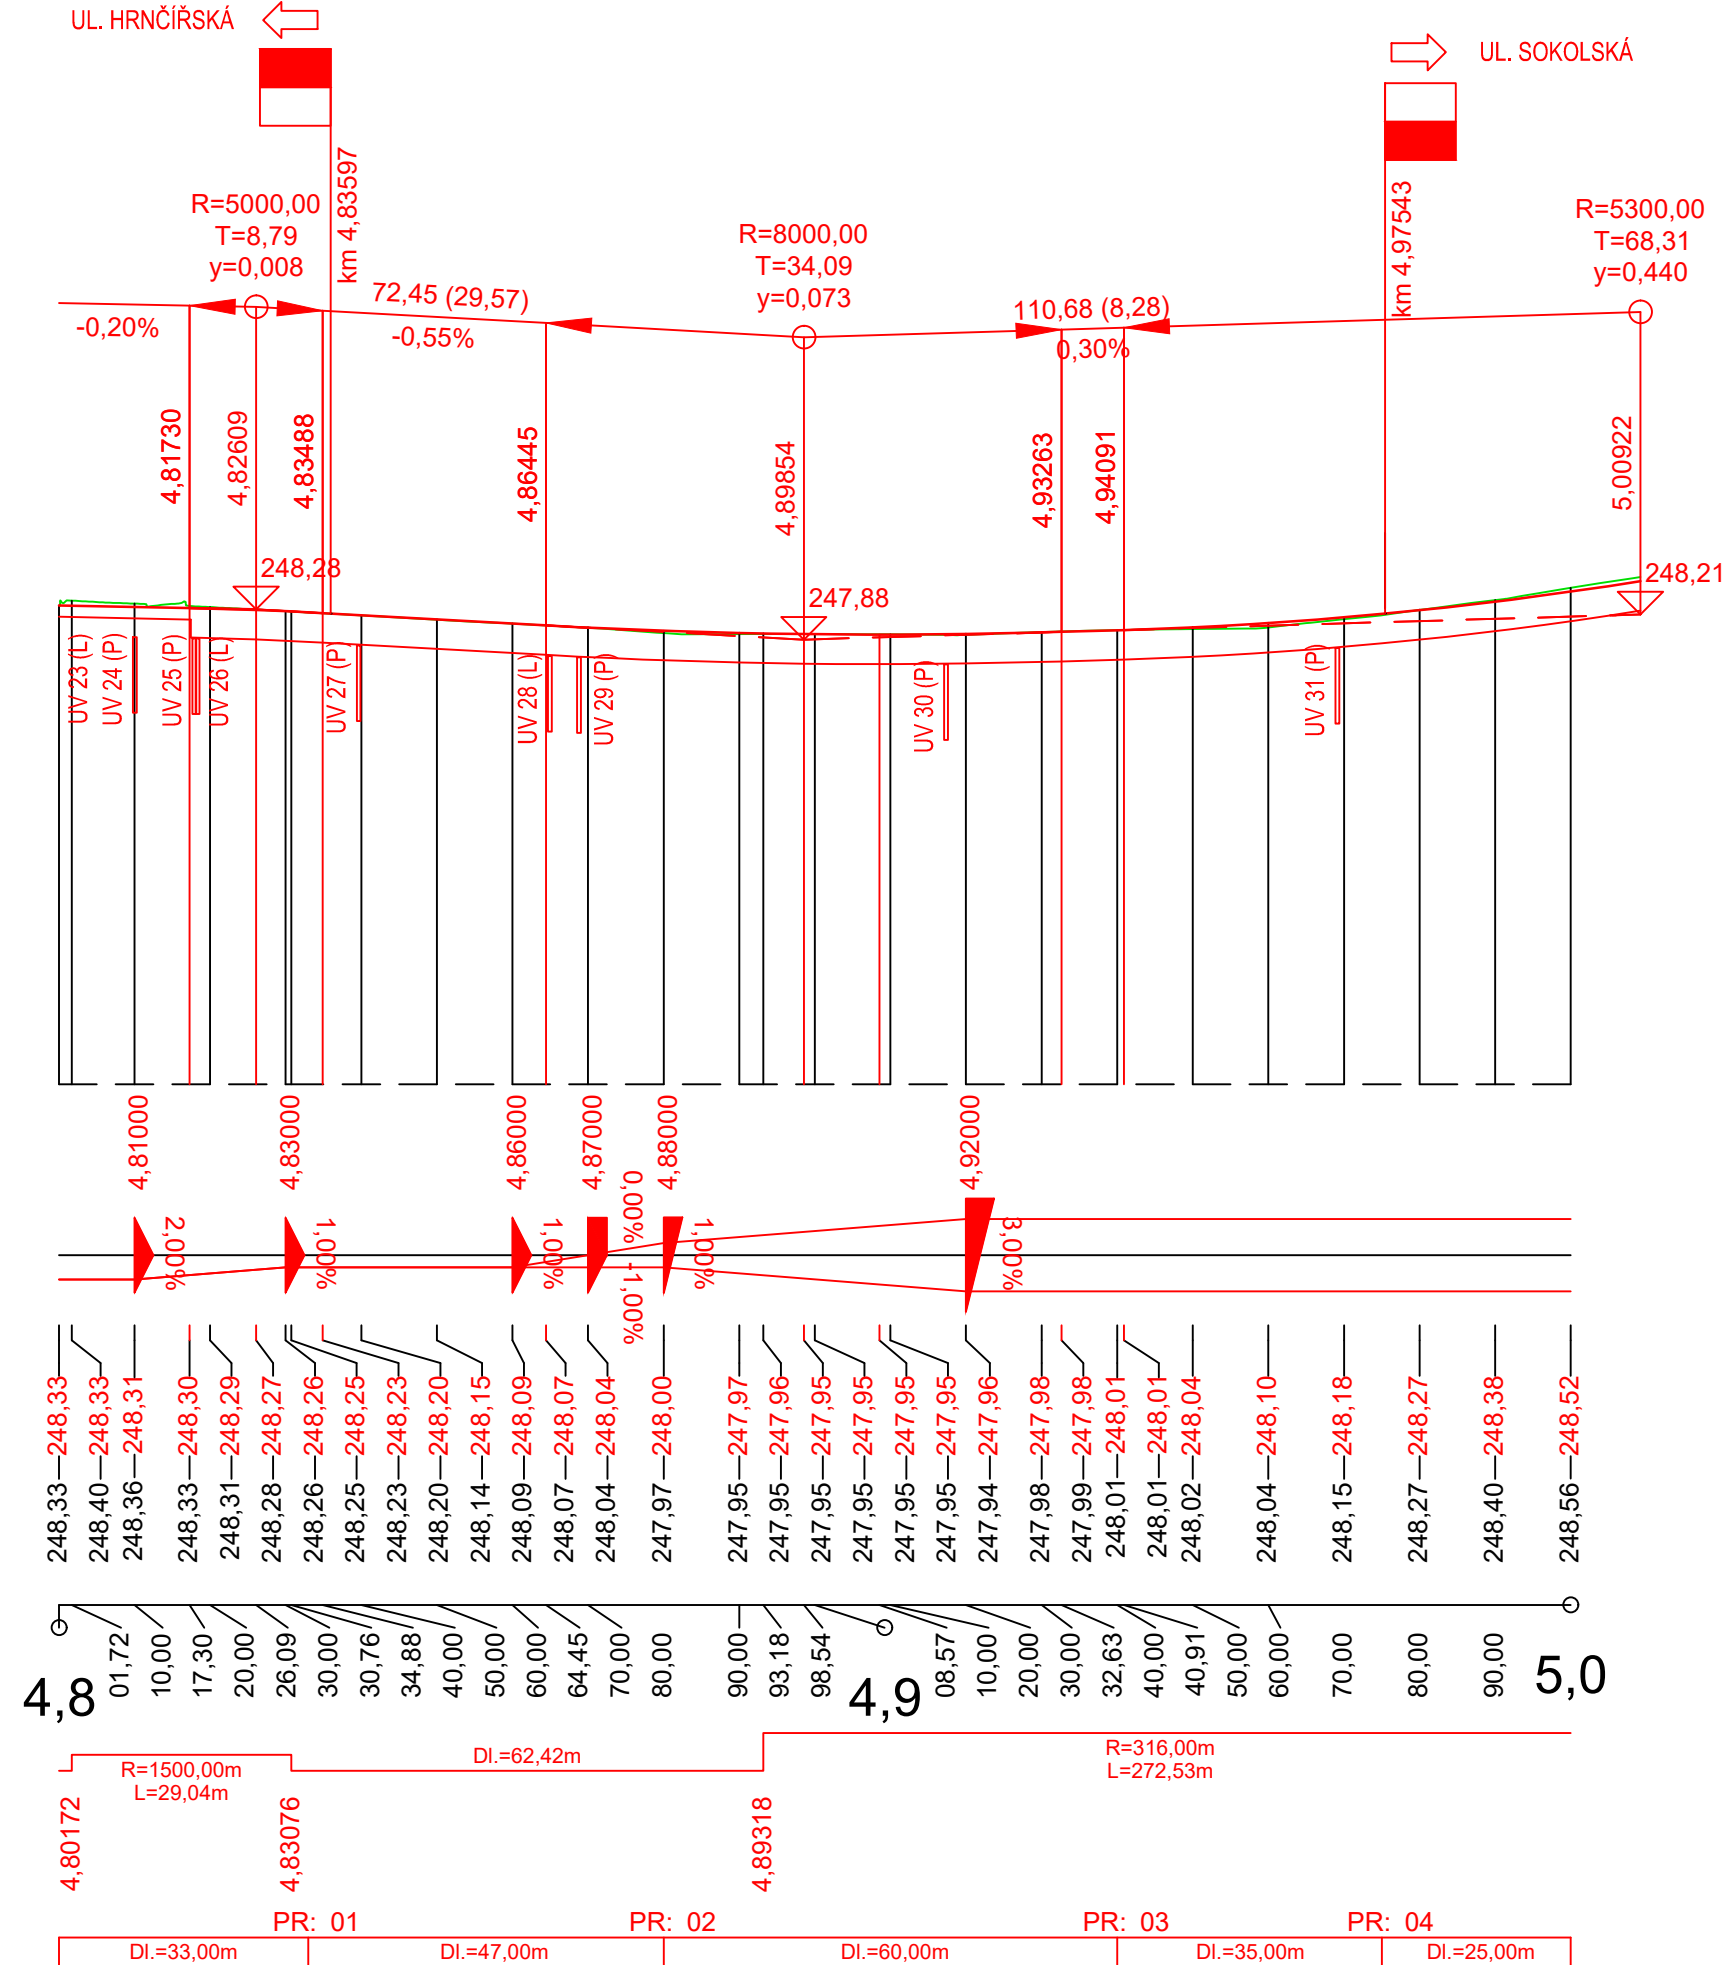 UL. HRNČÍŘSKÁ
UL. SOKOLSKÁ
km 4,83597
km 4,97543
R=5000,00
T=8,79
y=0,008
R=8000,00
T=34,09
y=0,073
R=5300,00
T=68,31
y=0,440
-0,20%
72,45 (29,57)
-0,55%
110,68 (8,28)
0,30%
4,81730
4,82609
4,83488
4,86445
4,89854
4,93263
4,94091
5,00922
248,28
247,88
248,21
UV 23 (L)
UV 24 (P)
UV 25 (P)
UV 26 (L)
UV 27 (P)
UV 28 (L)
UV 29 (P)
UV 30 (P)
UV 31 (P)
4,81000
4,83000
4,86000
4,87000
4,88000
4,92000
2,00%
1,00%
1,00%
0,00%
-1,00%
1,00%
3,00%
248,33 248,33
248,40 248,33
248,36 248,31
248,33 248,30
248,31 248,29
248,28 248,27
248,26 248,26
248,25 248,25
248,23 248,23
248,20 248,20
248,14 248,15
248,09 248,09
248,07 248,07
248,04 248,04
247,97 248,00
247,95 247,97
247,95 247,96
247,95 247,95
247,95 247,95
247,95 247,95
247,95 247,95
247,94 247,96
247,98 247,98
247,99 247,98
248,01 248,01
248,01 248,01
248,02 248,04
248,04 248,10
248,15 248,18
248,27 248,27
248,40 248,38
248,56 248,52
4,8
01,72
10,00
17,30
20,00
26,09
30,00
30,76
34,88
40,00
50,00
60,00
64,45
70,00
80,00
90,00
93,18
98,54
4,9
08,57
10,00
20,00
30,00
32,63
40,00
40,91
50,00
60,00
70,00
80,00
90,00
5,0
R=1500,00m
L=29,04m
Dl.=62,42m
R=316,00m
L=272,53m
4,80172
4,83076
4,89318
PR: 01
PR: 02
PR: 03
PR: 04
Dl.=33,00m
Dl.=47,00m
Dl.=60,00m
Dl.=35,00m
Dl.=25,00m